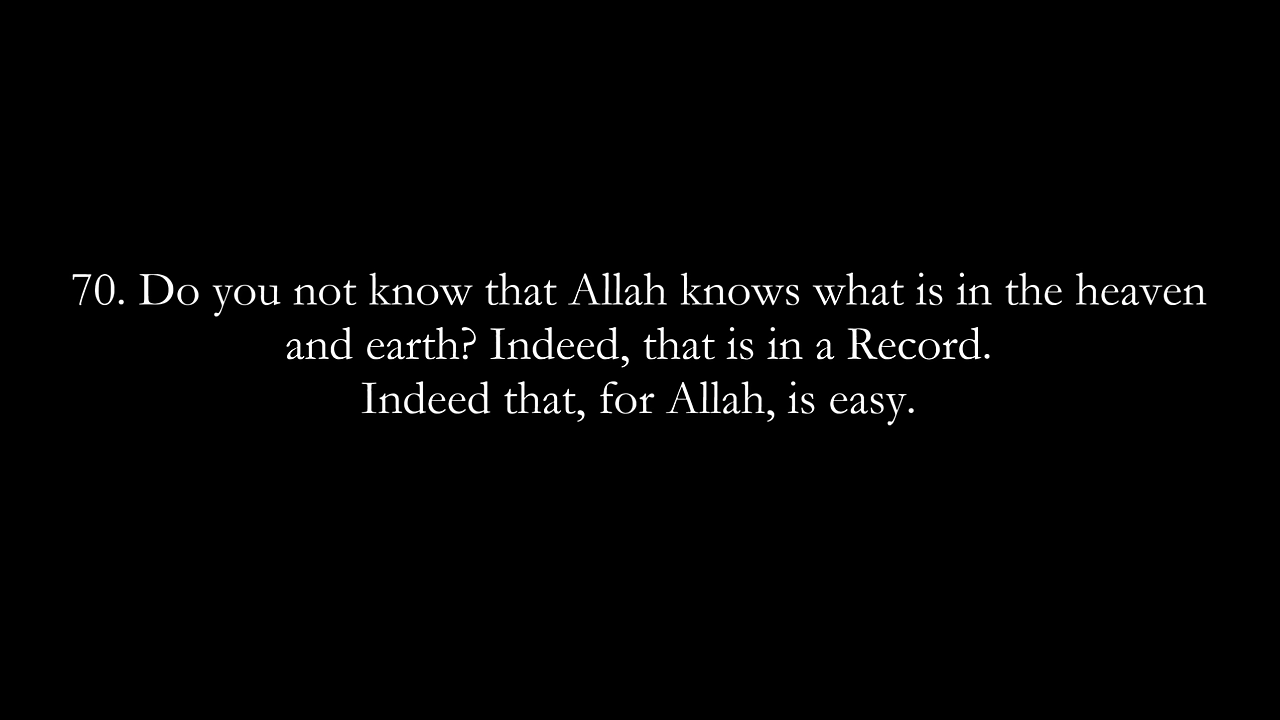 70. Do you not know that Allah knows what is in the heaven
and earth? Indeed, that is in a Record.
Indeed that, for Allah, is easy.